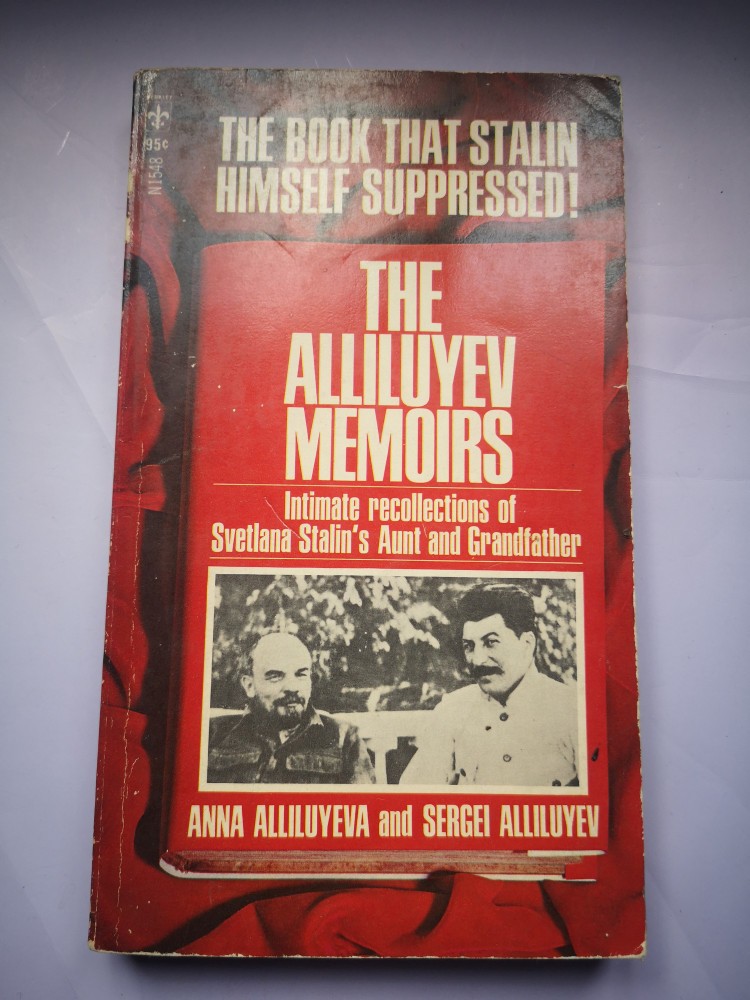 95¢
N1548
THE BOOK THAT STALIN
HIMSELF SUPPRESSED!
THE
ALLILUYEV
MEMOIRS
Intimate recollections of
Svetlana Stalin's Aunt and Grandfather
ANNA ALLILUYEVA and SERGEI ALLILUYEV